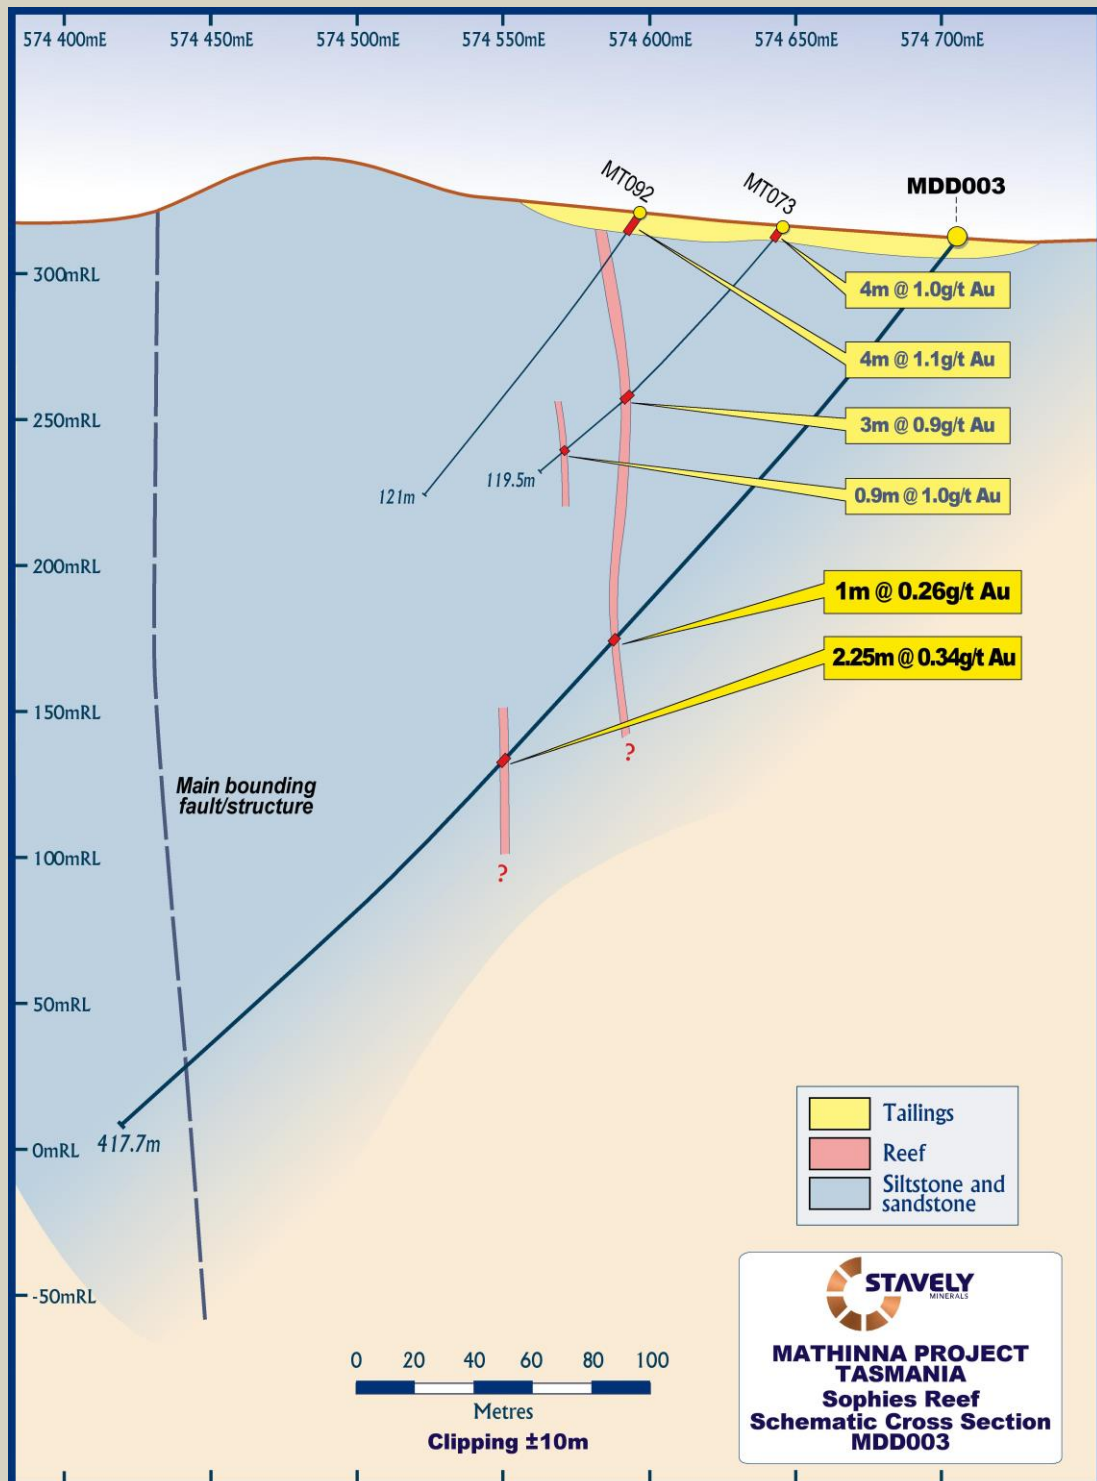 574 400mE 574 450mE 574 500mE 574 550mE 574 600mE 574 650mE 574 700mE
MT092
MT073
MDD003
300mRL
4m @ 1.0g/t Au
4m @ 1.1g/t Au
250mRL
3m @ 0.9g/t Au
119.5m
121m
0.9m @ 1.0g/t Au
200mRL
1m @ 0.26g/t Au
2.25m @ 0.34g/t Au
150mRL
?
Main bounding
fault/structure
100mRL
?
50mRL
417.7m
0mRL
Tailings
Reef
Siltstone and
sandstone
-50mRL
STAVELY
MINERALS
0 20 40 60 80 100
Metres
Clipping ±10m
MATHINNA PROJECT
TASMANIA
Sophies Reef
Schematic Cross Section
MDD003